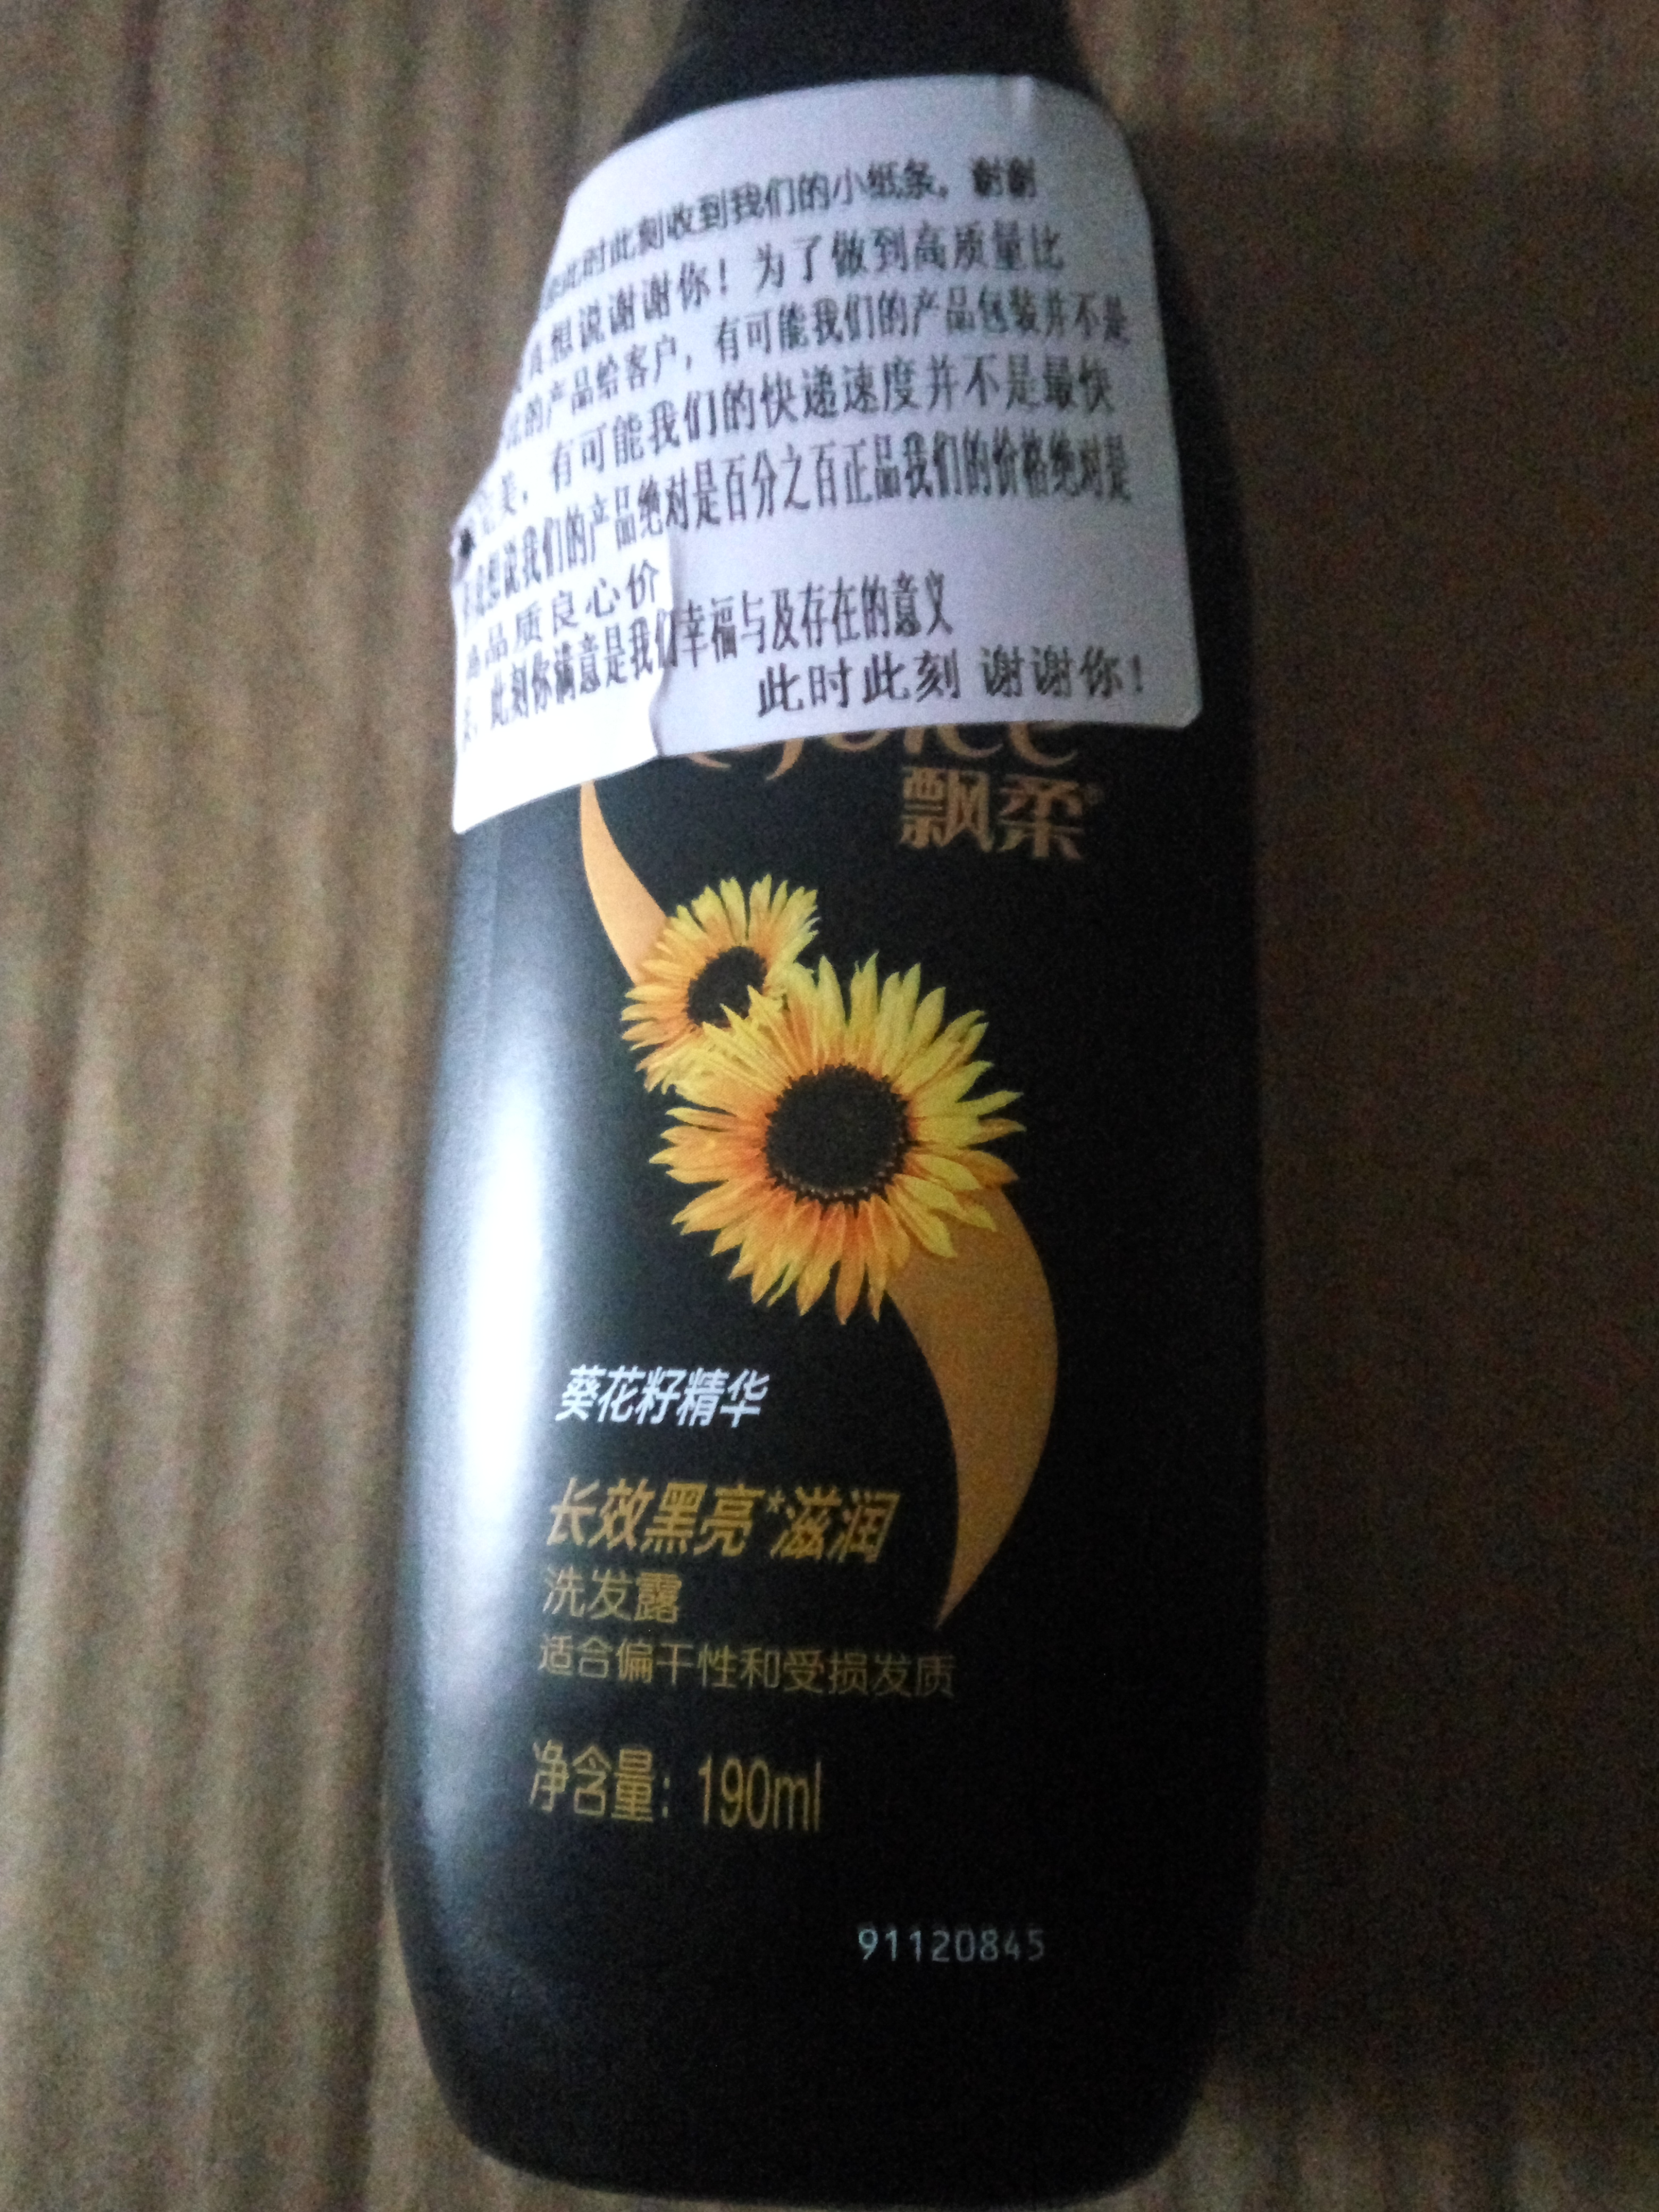 此时此刻收到我们的小纸条。谢谢
想说谢谢你！为了做到高质量比
的产品给客户，有可能我们的产品包装并不是
完美，有可能我们的快递速度并不是最快
想说我们的产品绝对是百分之百正品我们的价格绝对是
品质良心价
此刻你满意是我们幸福与及存在的意义
此时此刻 谢谢你！
飘柔®
葵花籽精华
长效黑亮*滋润
洗发露
适合偏干性和受损发质
净含量：190ml
91120845